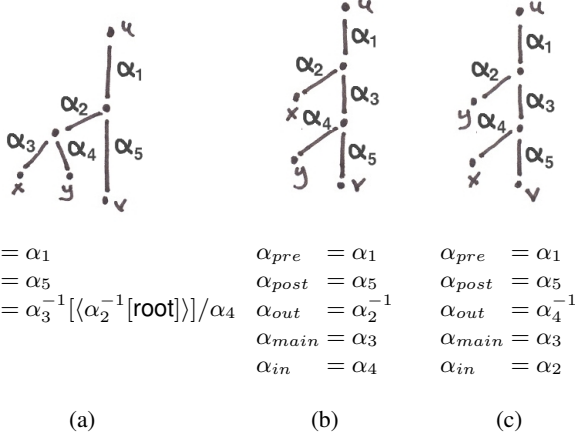 u
α₁
α₂
α₃
α₄
α₅
x
y
v
u
α₁
α₂
x
α₃
α₄
y
α₅
v
u
α₁
α₂
y
α₃
α₄
x
α₅
v
= α₁
= α₅
= α₃⁻¹[⟨α₂⁻¹[root]⟩]/α₄
α_pre = α₁
α_post = α₅
α_out = α₂⁻¹
α_main = α₃
α_in = α₄
α_pre = α₁
α_post = α₅
α_out = α₄⁻¹
α_main = α₃
α_in = α₂
(a)
(b)
(c)